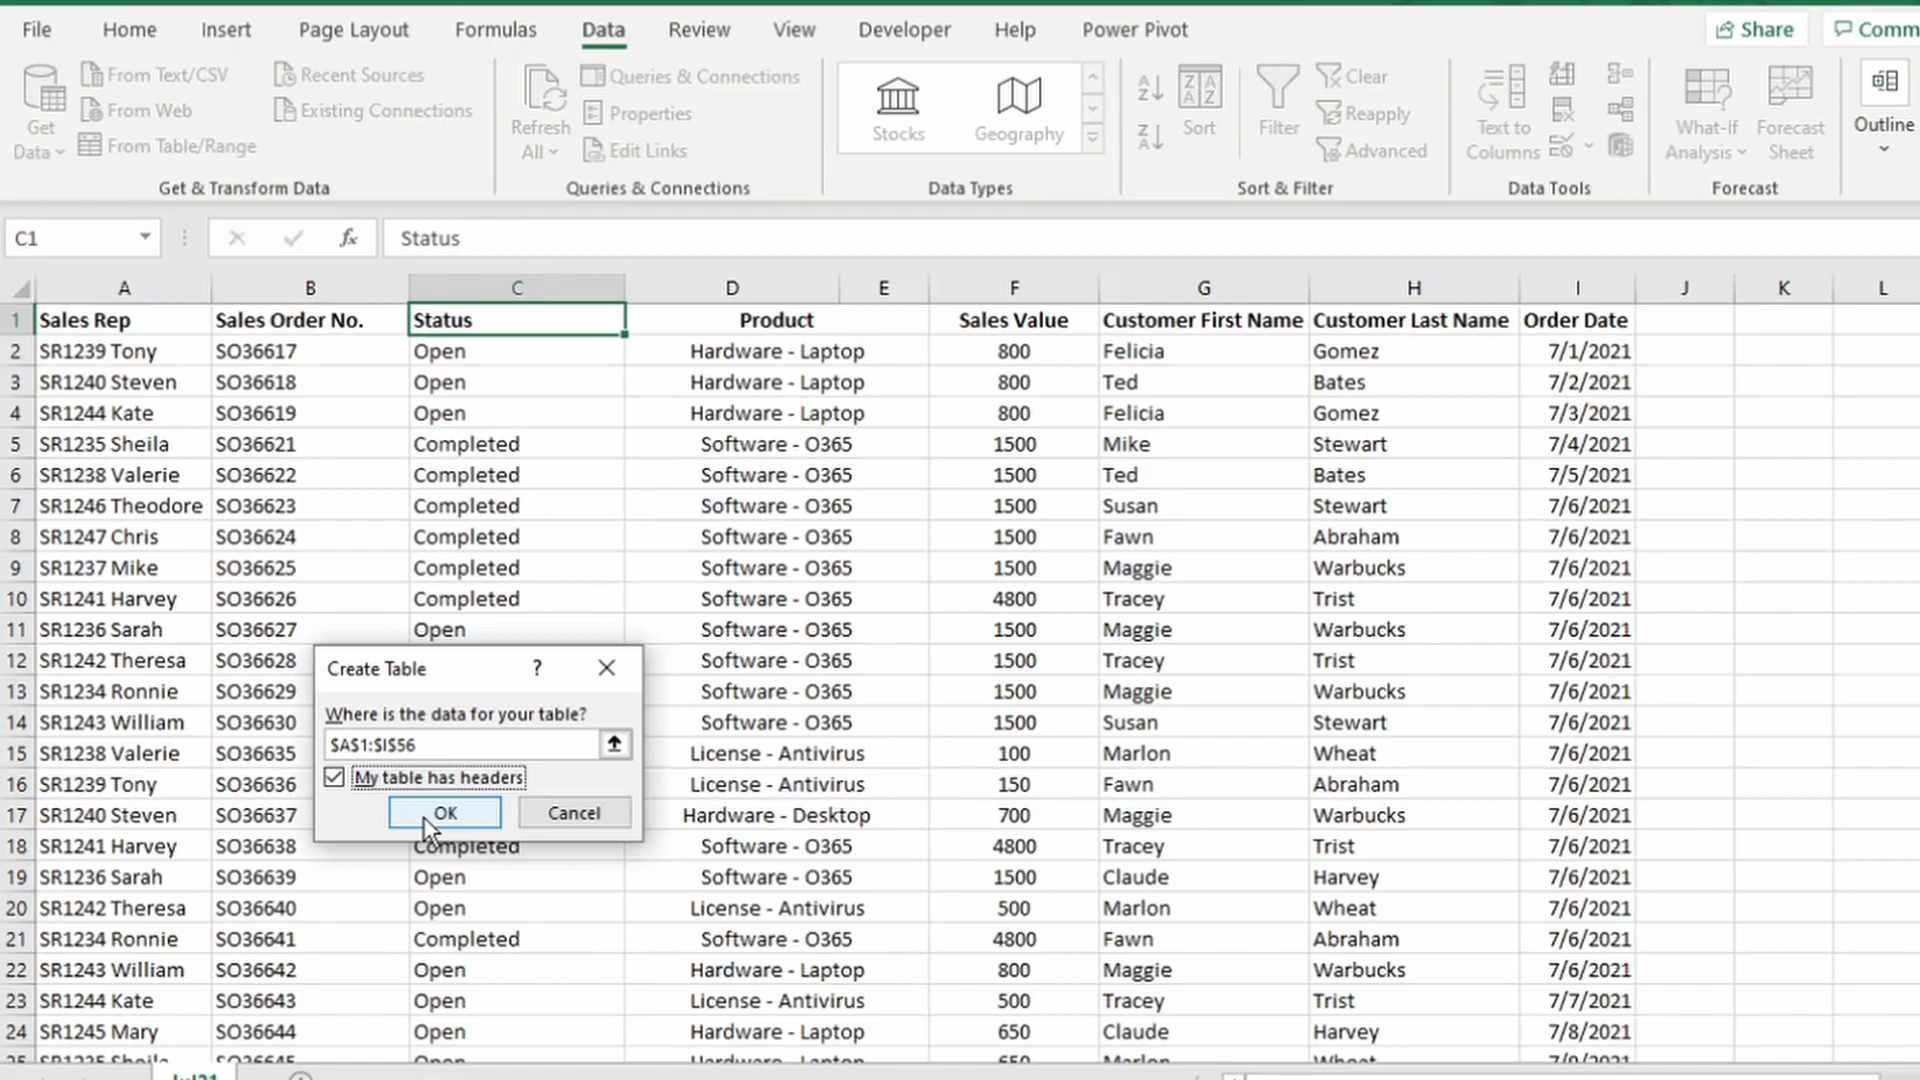 File Home Insert Page Layout Formulas Data Review View Developer Help Power Pivot Share Comm
From Text/CSV Recent Sources Queries & Connections Clear
From Web Existing Connections Properties Reapply
Get Data From Table/Range Refresh All Edit Links Stocks Geography Sort Filter Advanced Text to Columns What-If Analysis Forecast Sheet Outline
Get & Transform Data Queries & Connections Data Types Sort & Filter Data Tools Forecast
C1 fx Status
A B C D E F G H I J K L
1 Sales Rep Sales Order No. Status Product Sales Value Customer First Name Customer Last Name Order Date
2 SR1239 Tony SO36617 Open Hardware - Laptop 800 Felicia Gomez 7/1/2021
3 SR1240 Steven SO36618 Open Hardware - Laptop 800 Ted Bates 7/2/2021
4 SR1244 Kate SO36619 Open Hardware - Laptop 800 Felicia Gomez 7/3/2021
5 SR1235 Sheila SO36621 Completed Software - O365 1500 Mike Stewart 7/4/2021
6 SR1238 Valerie SO36622 Completed Software - O365 1500 Ted Bates 7/5/2021
7 SR1246 Theodore SO36623 Completed Software - O365 1500 Susan Stewart 7/6/2021
8 SR1247 Chris SO36624 Completed Software - O365 1500 Fawn Abraham 7/6/2021
9 SR1237 Mike SO36625 Completed Software - O365 1500 Maggie Warbucks 7/6/2021
10 SR1241 Harvey SO36626 Completed Software - O365 4800 Tracey Trist 7/6/2021
11 SR1236 Sarah SO36627 Open Software - O365 1500 Maggie Warbucks 7/6/2021
12 SR1242 Theresa SO36628 Software - O365 1500 Tracey Trist 7/6/2021
13 SR1234 Ronnie SO36629 Software - O365 1500 Maggie Warbucks 7/6/2021
14 SR1243 William SO36630 Software - O365 1500 Susan Stewart 7/6/2021
15 SR1238 Valerie SO36635 License - Antivirus 100 Marlon Wheat 7/6/2021
16 SR1239 Tony SO36636 License - Antivirus 150 Fawn Abraham 7/6/2021
17 SR1240 Steven SO36637 Hardware - Desktop 700 Maggie Warbucks 7/6/2021
18 SR1241 Harvey SO36638 Completed Software - O365 4800 Tracey Trist 7/6/2021
19 SR1236 Sarah SO36639 Open Software - O365 1500 Claude Harvey 7/6/2021
20 SR1242 Theresa SO36640 Open License - Antivirus 500 Marlon Wheat 7/6/2021
21 SR1234 Ronnie SO36641 Completed Software - O365 4800 Fawn Abraham 7/6/2021
22 SR1243 William SO36642 Open Hardware - Laptop 800 Maggie Warbucks 7/6/2021
23 SR1244 Kate SO36643 Open License - Antivirus 500 Tracey Trist 7/7/2021
24 SR1245 Mary SO36644 Open Hardware - Laptop 650 Claude Harvey 7/8/2021
Create Table ?
Where is the data for your table?
$A$1:$I$56
My table has headers
OK Cancel